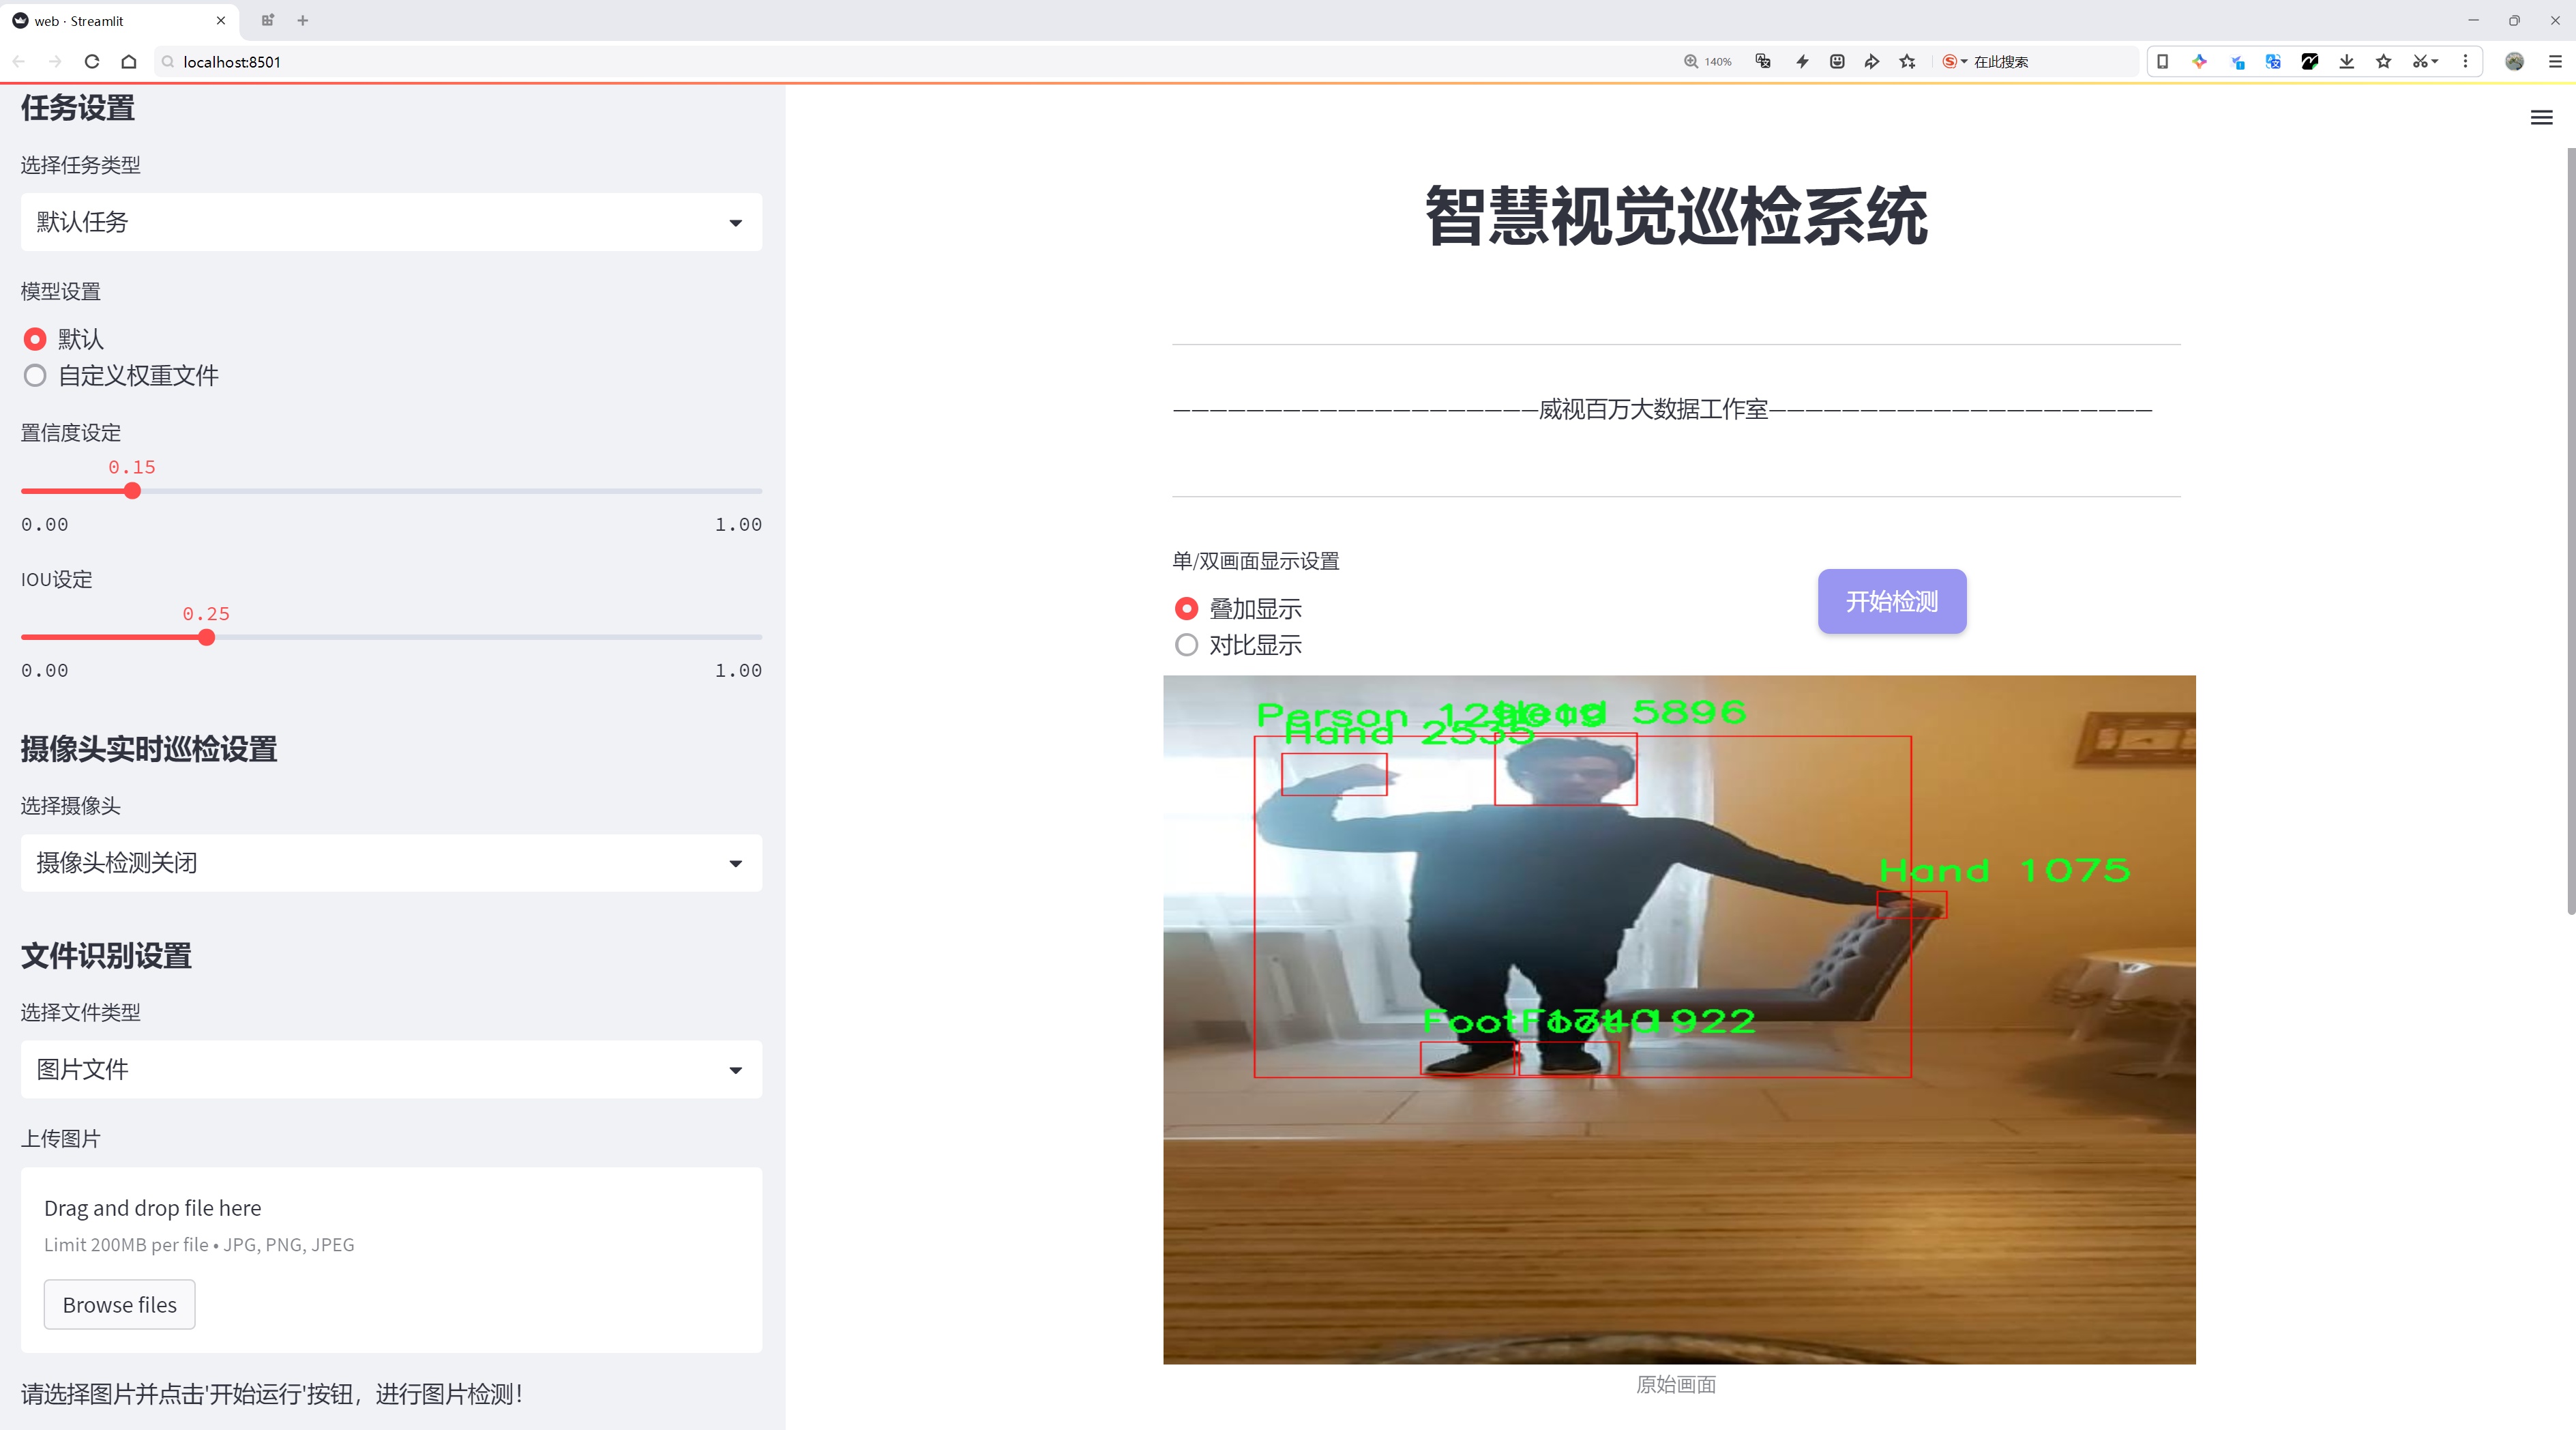 web · Streamlit
localhost:8501
140%
在此搜索
任务设置
选择任务类型
默认任务
模型设置
默认
自定义权重文件
置信度设定
0.15
0.00 1.00
IOU设定
0.25
0.00 1.00
摄像头实时巡检设置
选择摄像头
摄像头检测关闭
文件识别设置
选择文件类型
图片文件
上传图片
Drag and drop file here
Limit 200MB per file • JPG, PNG, JPEG
Browse files
请选择图片并点击'开始运行'按钮，进行图片检测！
智慧视觉巡检系统
————————————————————威视百万大数据工作室—————————————————————
单/双画面显示设置
叠加显示
对比显示
开始检测
Person
Head 5896
Hand 2535
Hand 1075
Foot
Foot 1922
原始画面